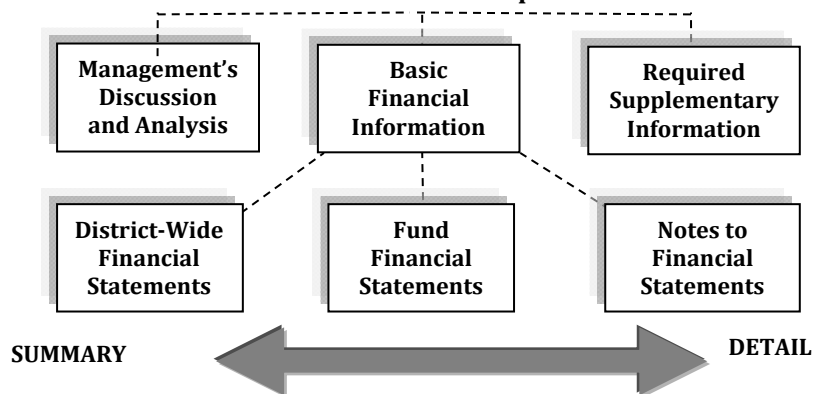 Management's
Discussion
and Analysis
Basic
Financial
Information
Required
Supplementary
Information
District-Wide
Financial
Statements
Fund
Financial
Statements
Notes to
Financial
Statements
SUMMARY
DETAIL